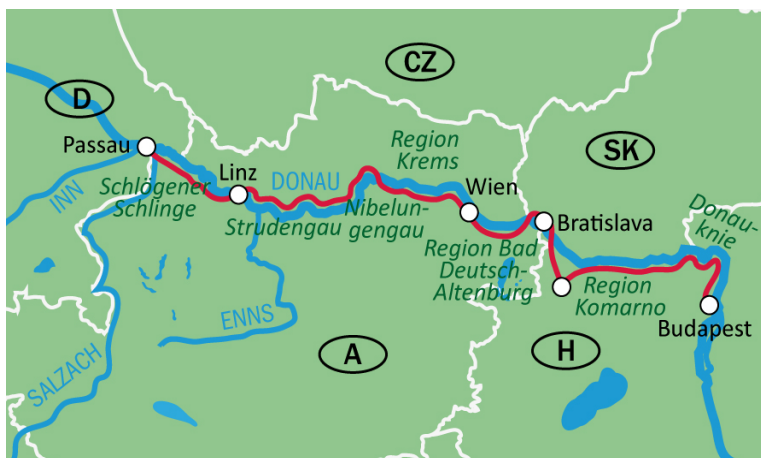 CZ
D
Passau
Region
Krems
SK
Linz
DONAU
Schlögener
Schlinge
INN
Wien
Strudengau
Nibelun-
gengau
Bratislava
Donau-
knie
Region Bad
Deutsch-
Altenburg
Region
Komarno
ENNS
Budapest
SALZACH
A
H